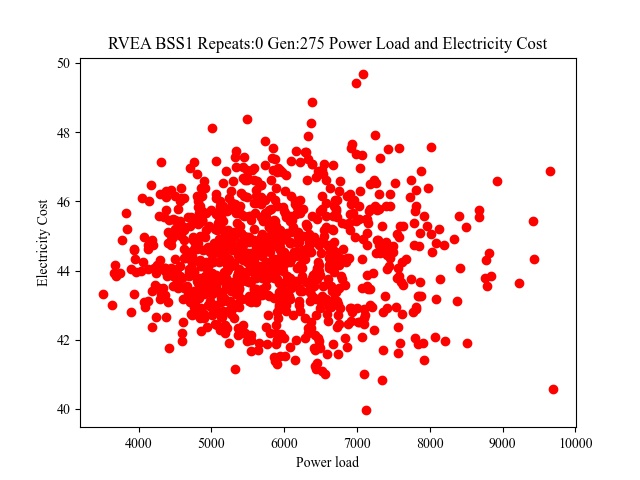 RVEA BSS1 Repeats:0 Gen:275 Power Load and Electricity Cost
50
48
46
44
42
40
Electricity Cost
4000 5000 6000 7000 8000 9000 10000
Power load